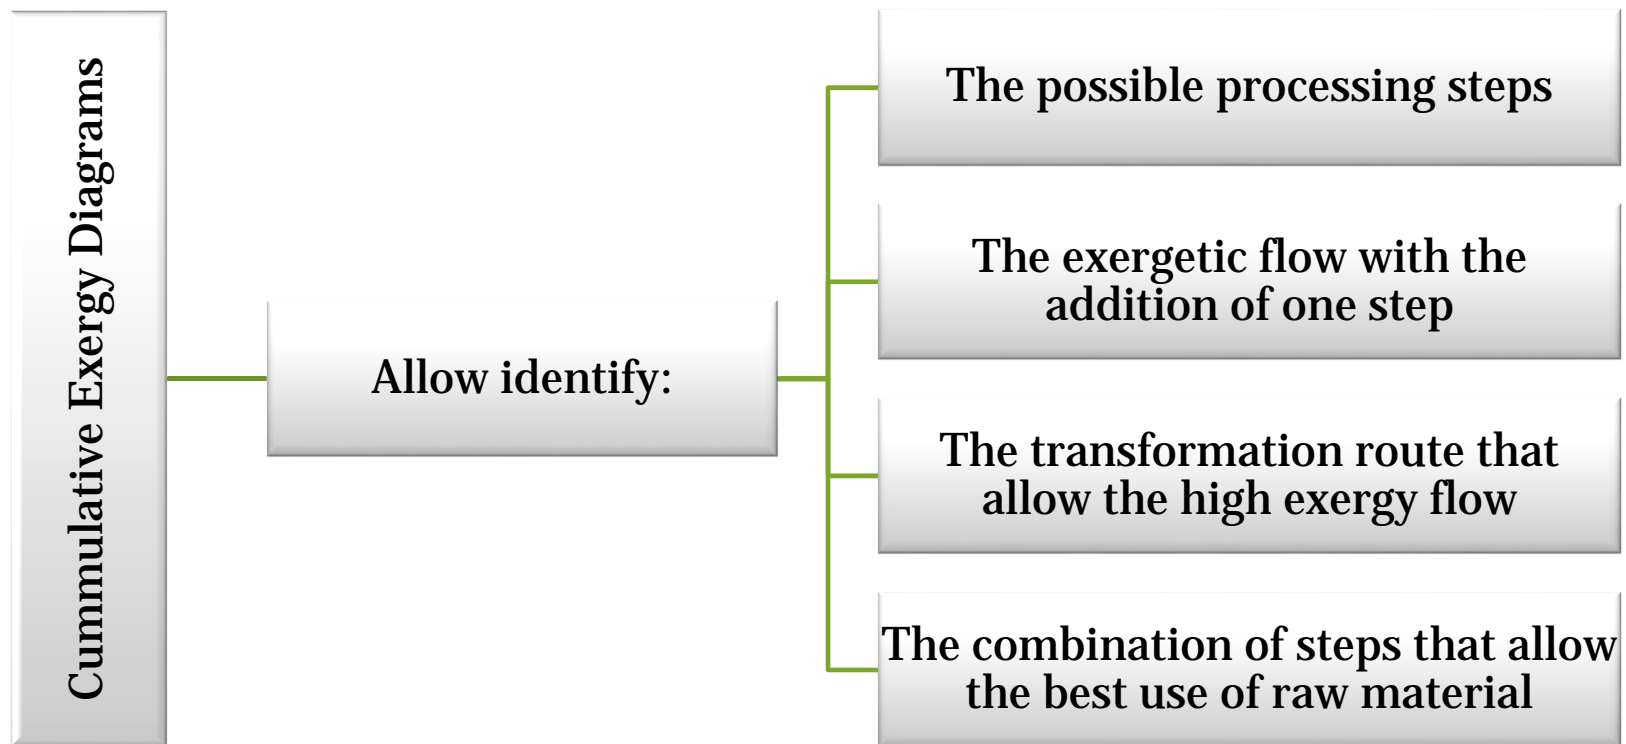 Cummulative Exergy Diagrams
Allow identify:
The possible processing steps
The exergetic flow with the
addition of one step
The transformation route that
allow the high exergy flow
The combination of steps that allow
the best use of raw material